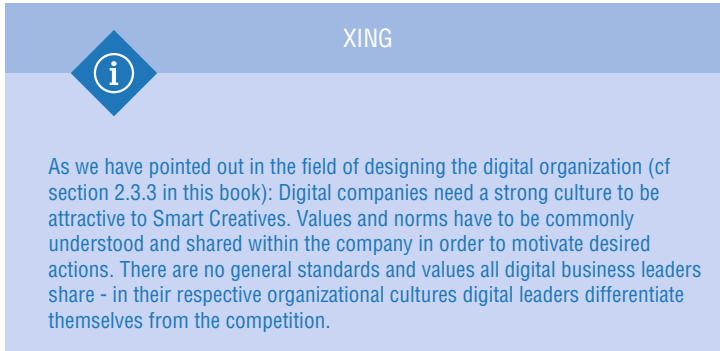 XING
i
As we have pointed out in the field of designing the digital organization (cf
section 2.3.3 in this book): Digital companies need a strong culture to be
attractive to Smart Creatives. Values and norms have to be commonly
understood and shared within the company in order to motivate desired
actions. There are no general standards and values all digital business leaders
share - in their respective organizational cultures digital leaders differentiate
themselves from the competition.